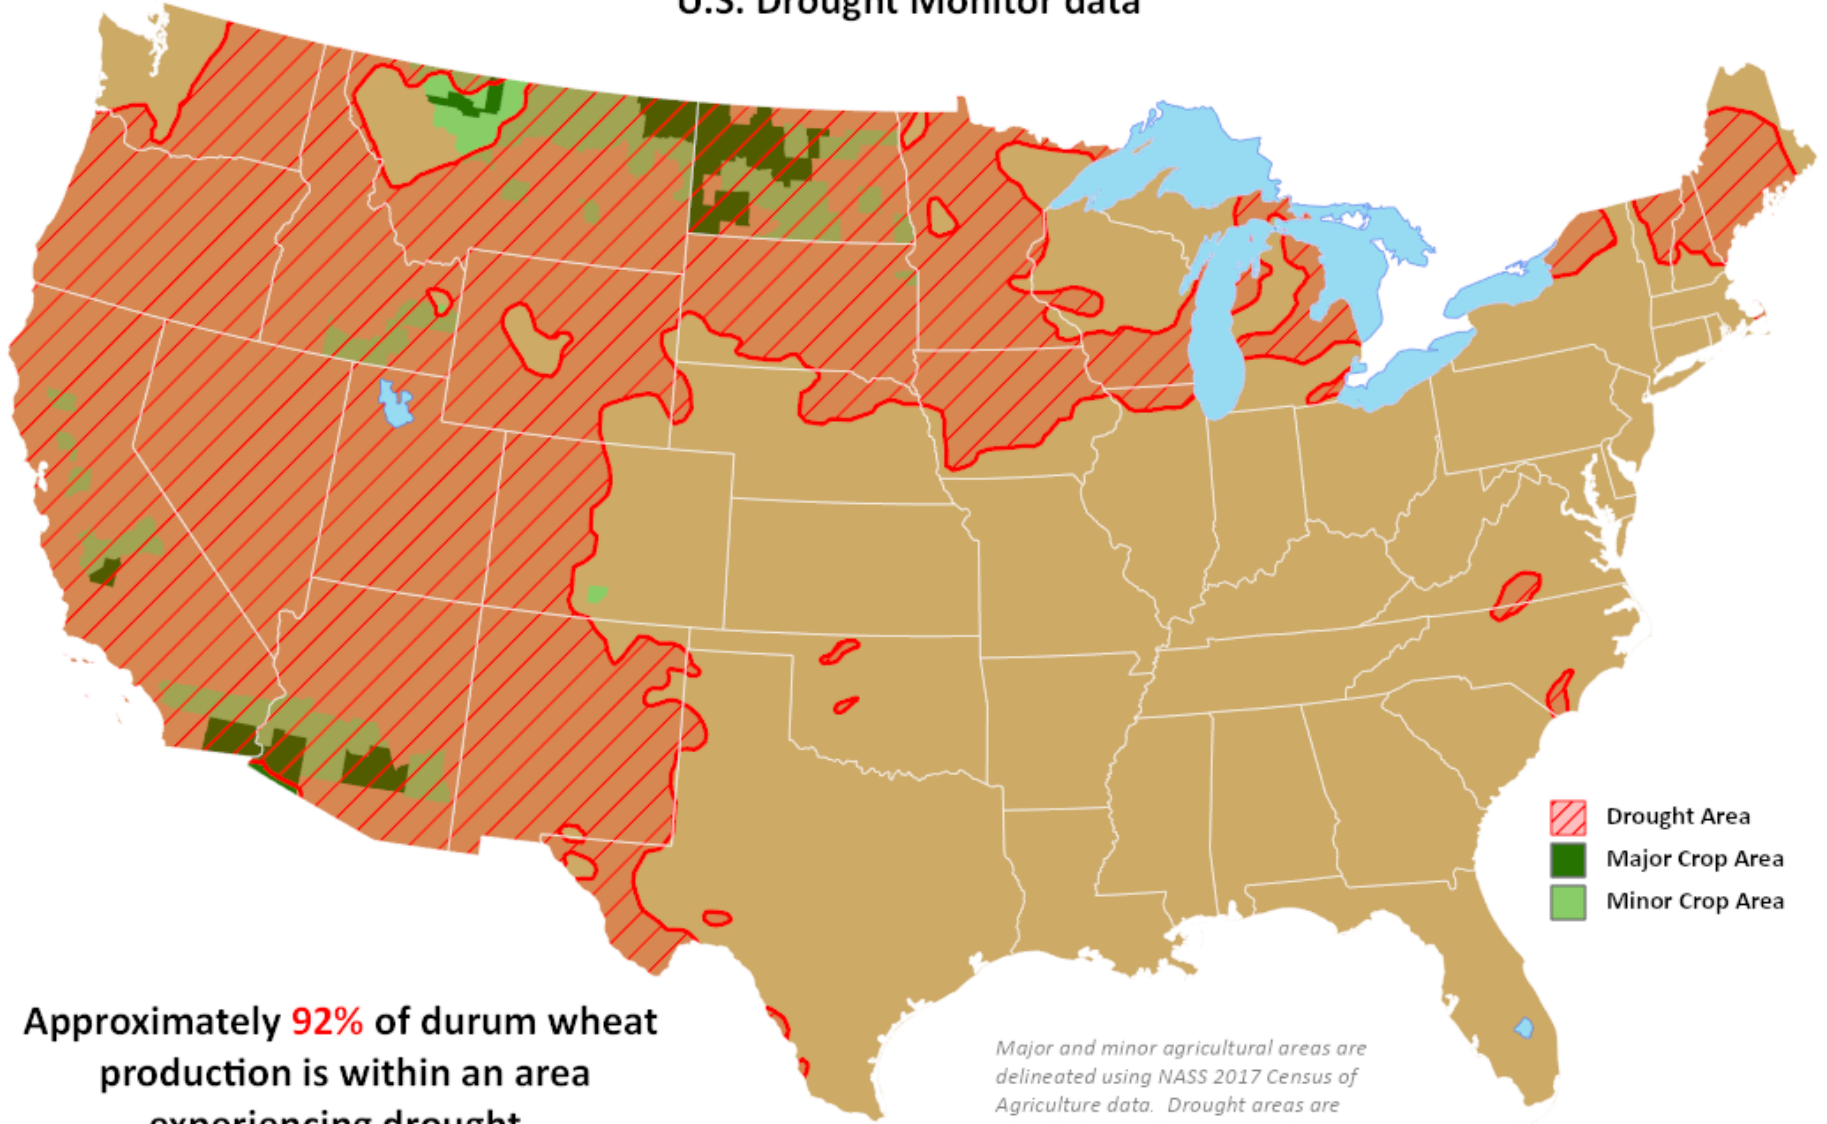 U.S. Drought Monitor data
Drought Area
Major Crop Area
Minor Crop Area
Approximately 92% of durum wheat
production is within an area
experiencing drought
Major and minor agricultural areas are
delineated using NASS 2017 Census of
Agriculture data. Drought areas are